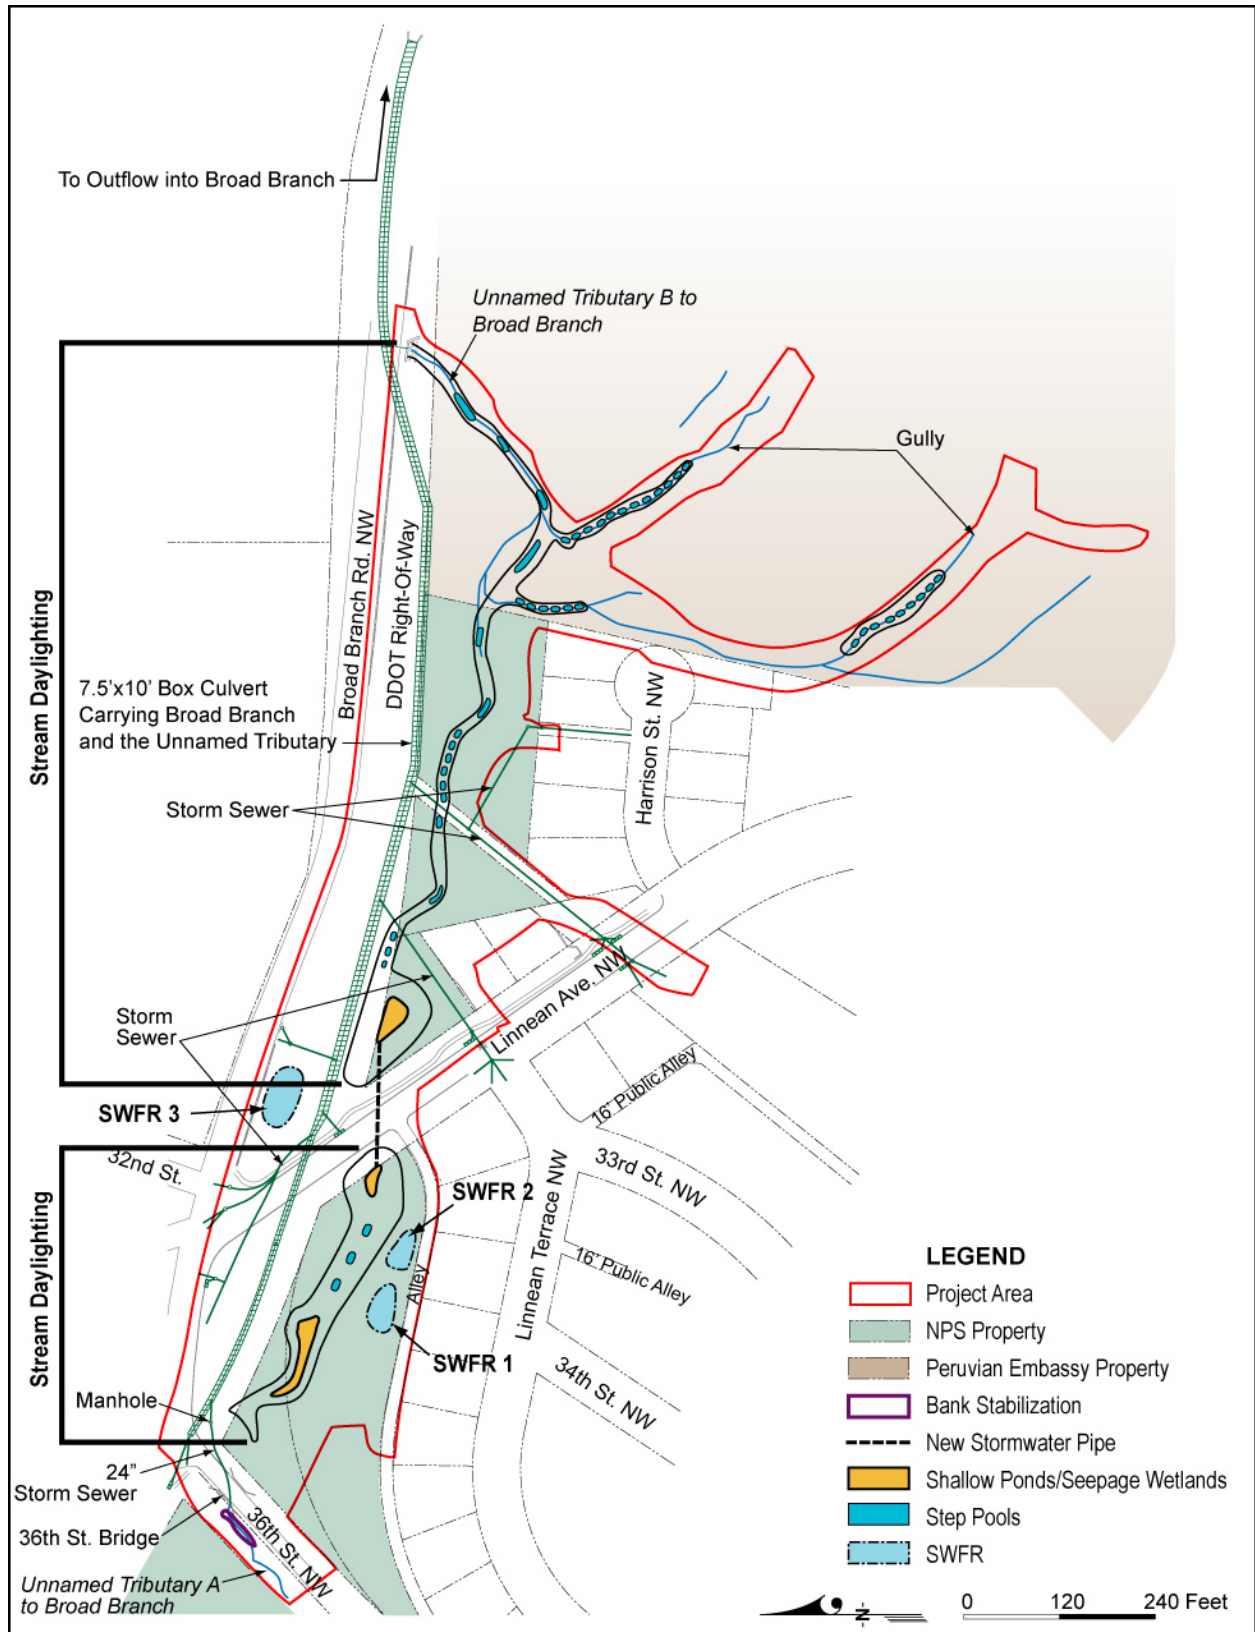 To Outflow into Broad Branch
Unnamed Tributary B to
Broad Branch
Gully
Broad Branch Rd. NW
DDOT Right-Of-Way
Stream Daylighting
7.5'x10' Box Culvert
Carrying Broad Branch
and the Unnamed Tributary
Harrison St. NW
Storm Sewer
Linnean Ave. NW
Storm
Sewer
16' Public Alley
SWFR 3
32nd St.
33rd St. NW
SWFR 2
Linnean Terrace NW
16' Public Alley
Alley
Stream Daylighting
SWFR 1
34th St. NW
Manhole
24”
Storm Sewer
36th St. Bridge
36th St. NW
Unnamed Tributary A
to Broad Branch
LEGEND
Project Area
NPS Property
Peruvian Embassy Property
Bank Stabilization
New Stormwater Pipe
Shallow Ponds/Seepage Wetlands
Step Pools
SWFR
N
0 120 240 Feet